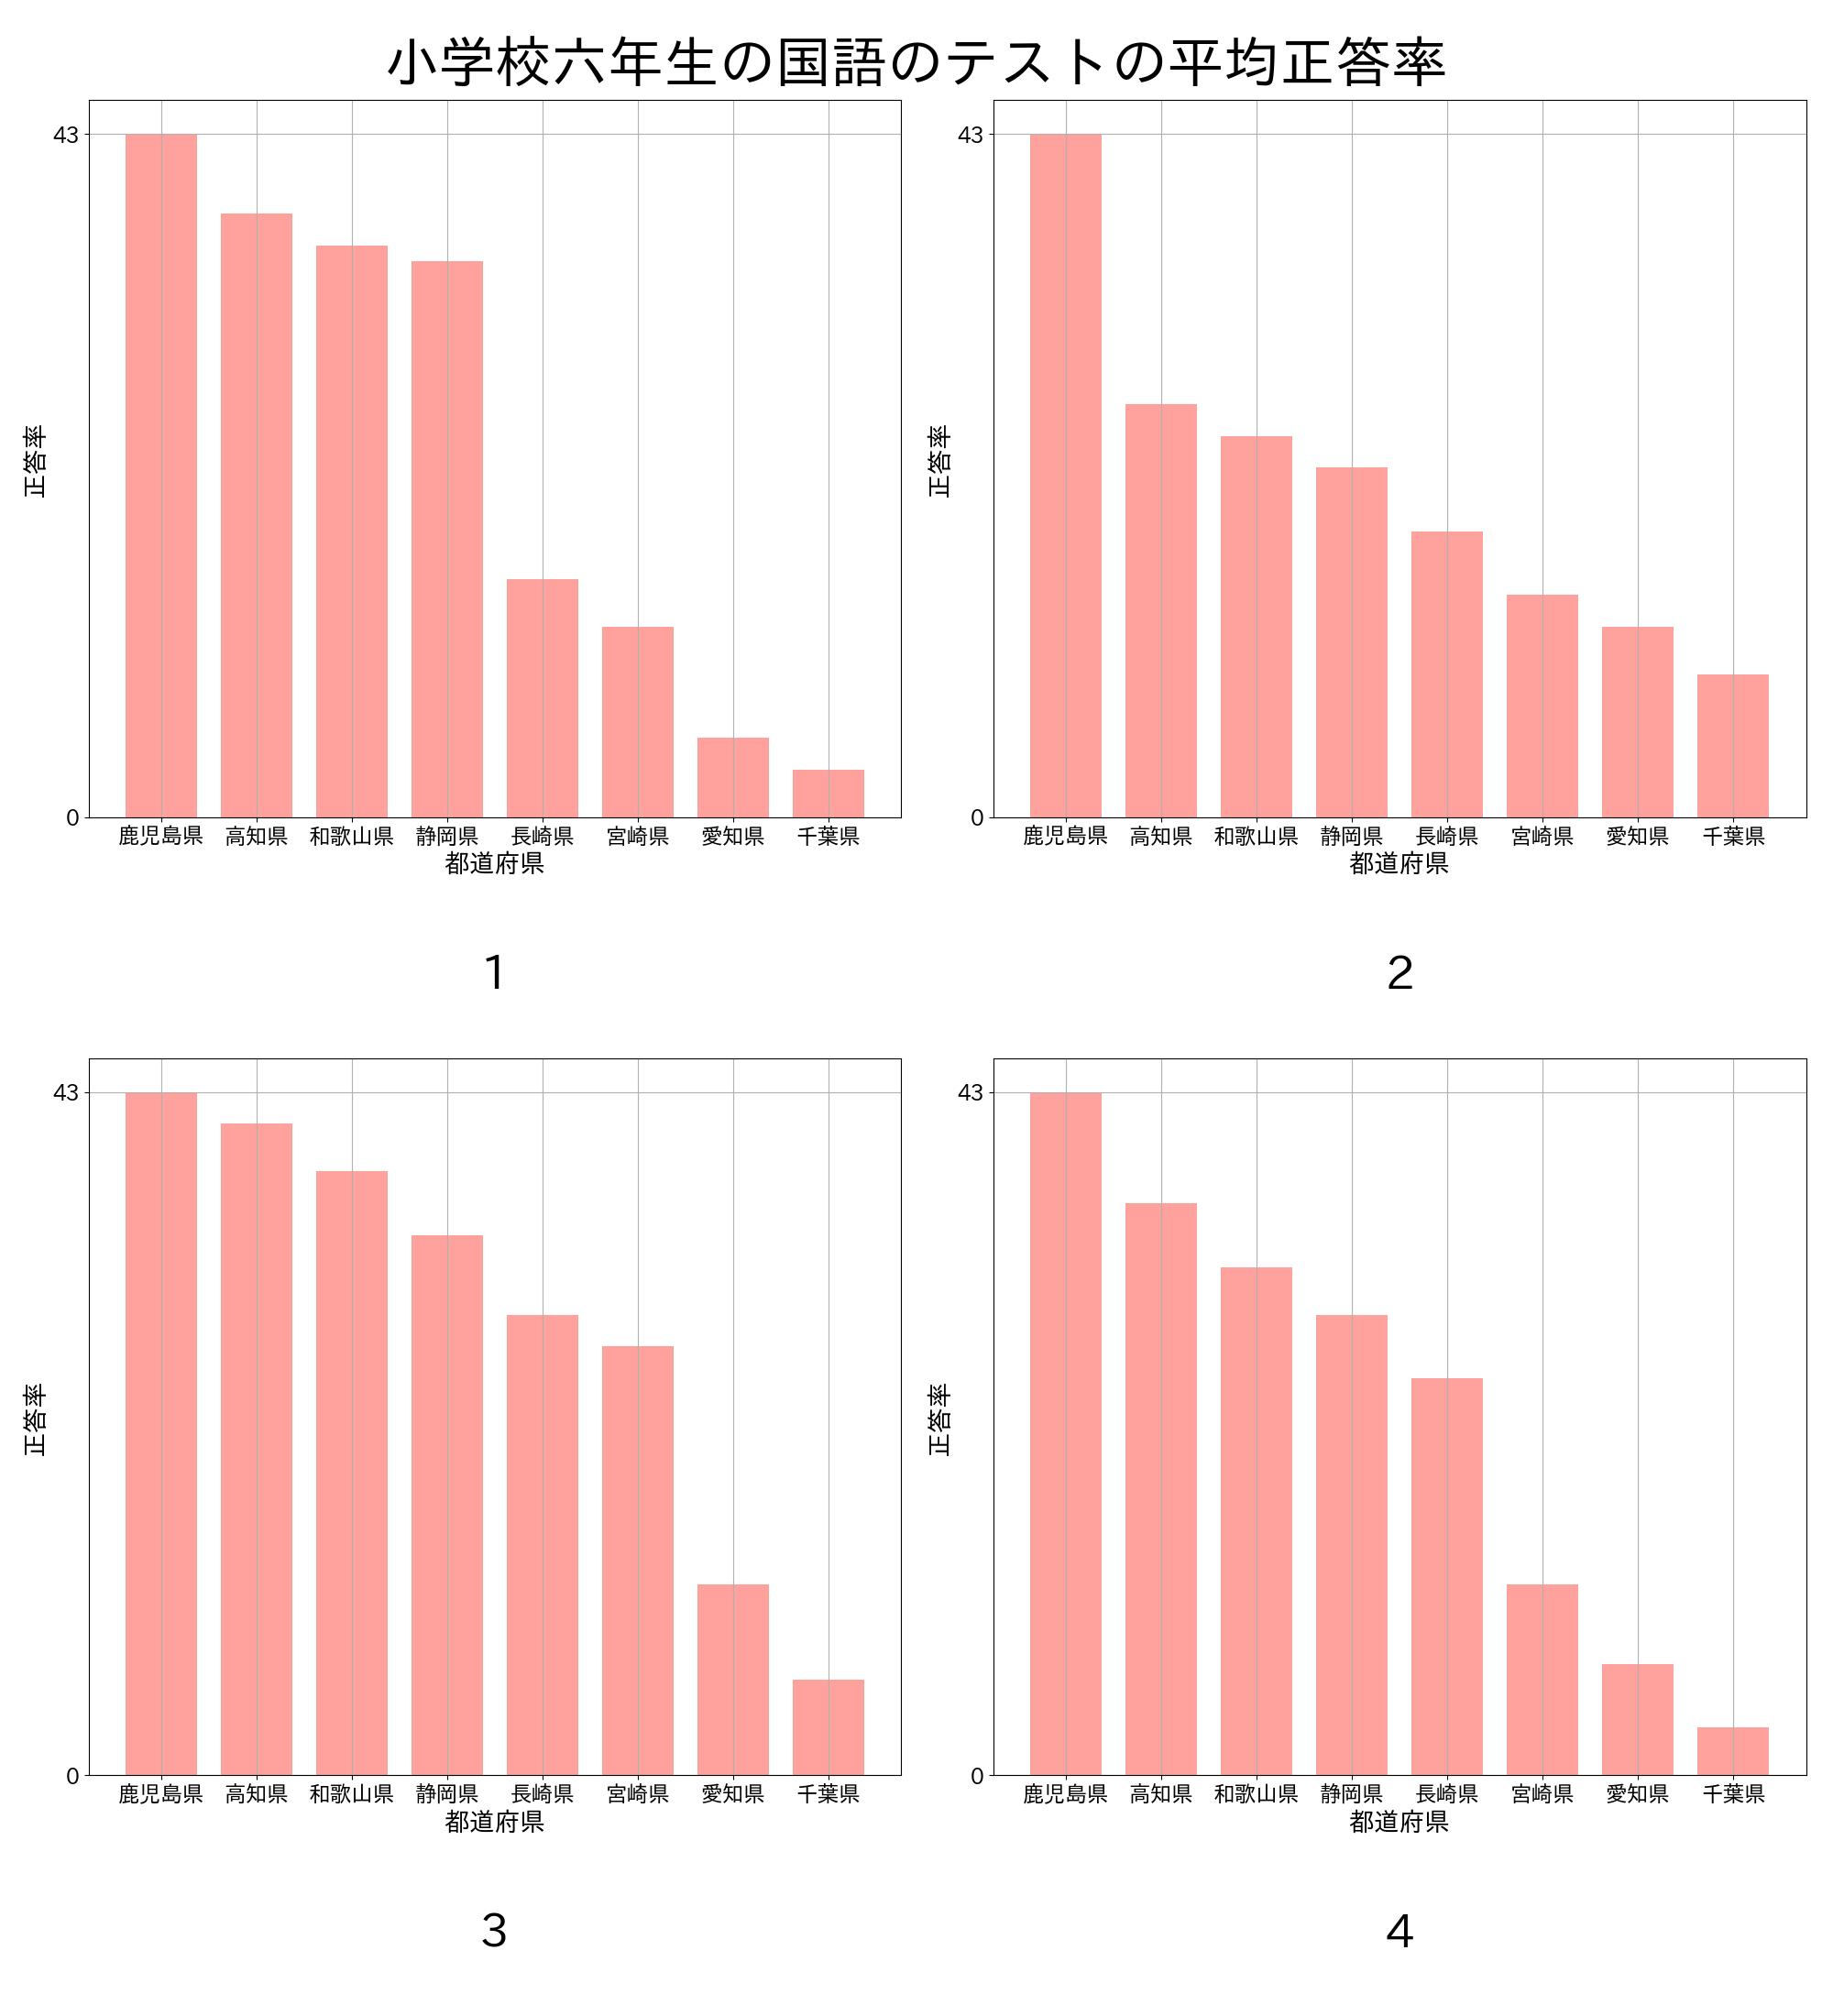 小学校六年生の国語のテストの平均正答率
43
0
正答率
鹿児島県 高知県 和歌山県 静岡県 長崎県 宮崎県 愛知県 千葉県
都道府県
1
43
0
正答率
鹿児島県 高知県 和歌山県 静岡県 長崎県 宮崎県 愛知県 千葉県
都道府県
2
43
0
正答率
鹿児島県 高知県 和歌山県 静岡県 長崎県 宮崎県 愛知県 千葉県
都道府県
3
43
0
正答率
鹿児島県 高知県 和歌山県 静岡県 長崎県 宮崎県 愛知県 千葉県
都道府県
4